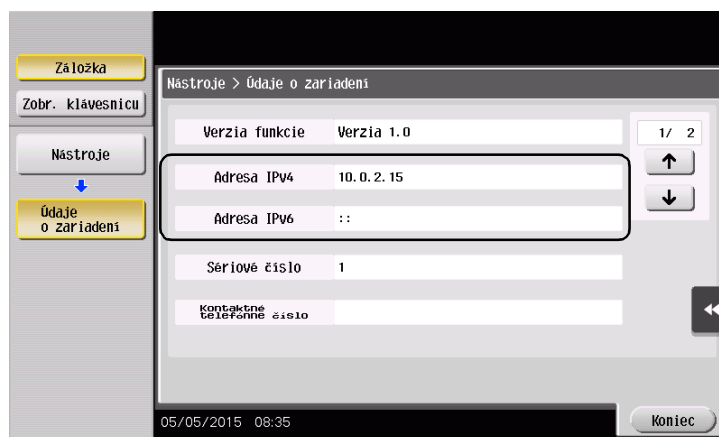 Záložka
Zobr. klávesnicu
Nástroje
Údaje
o zariadení
Nástroje > Údaje o zariadení
Verzia funkcie Verzia 1.0
1/ 2
Adresa IPv4 10.0.2.15
Adresa IPv6 ::
Sériové číslo 1
Kontaktné
telefónne číslo
05/05/2015 08:35
Koniec